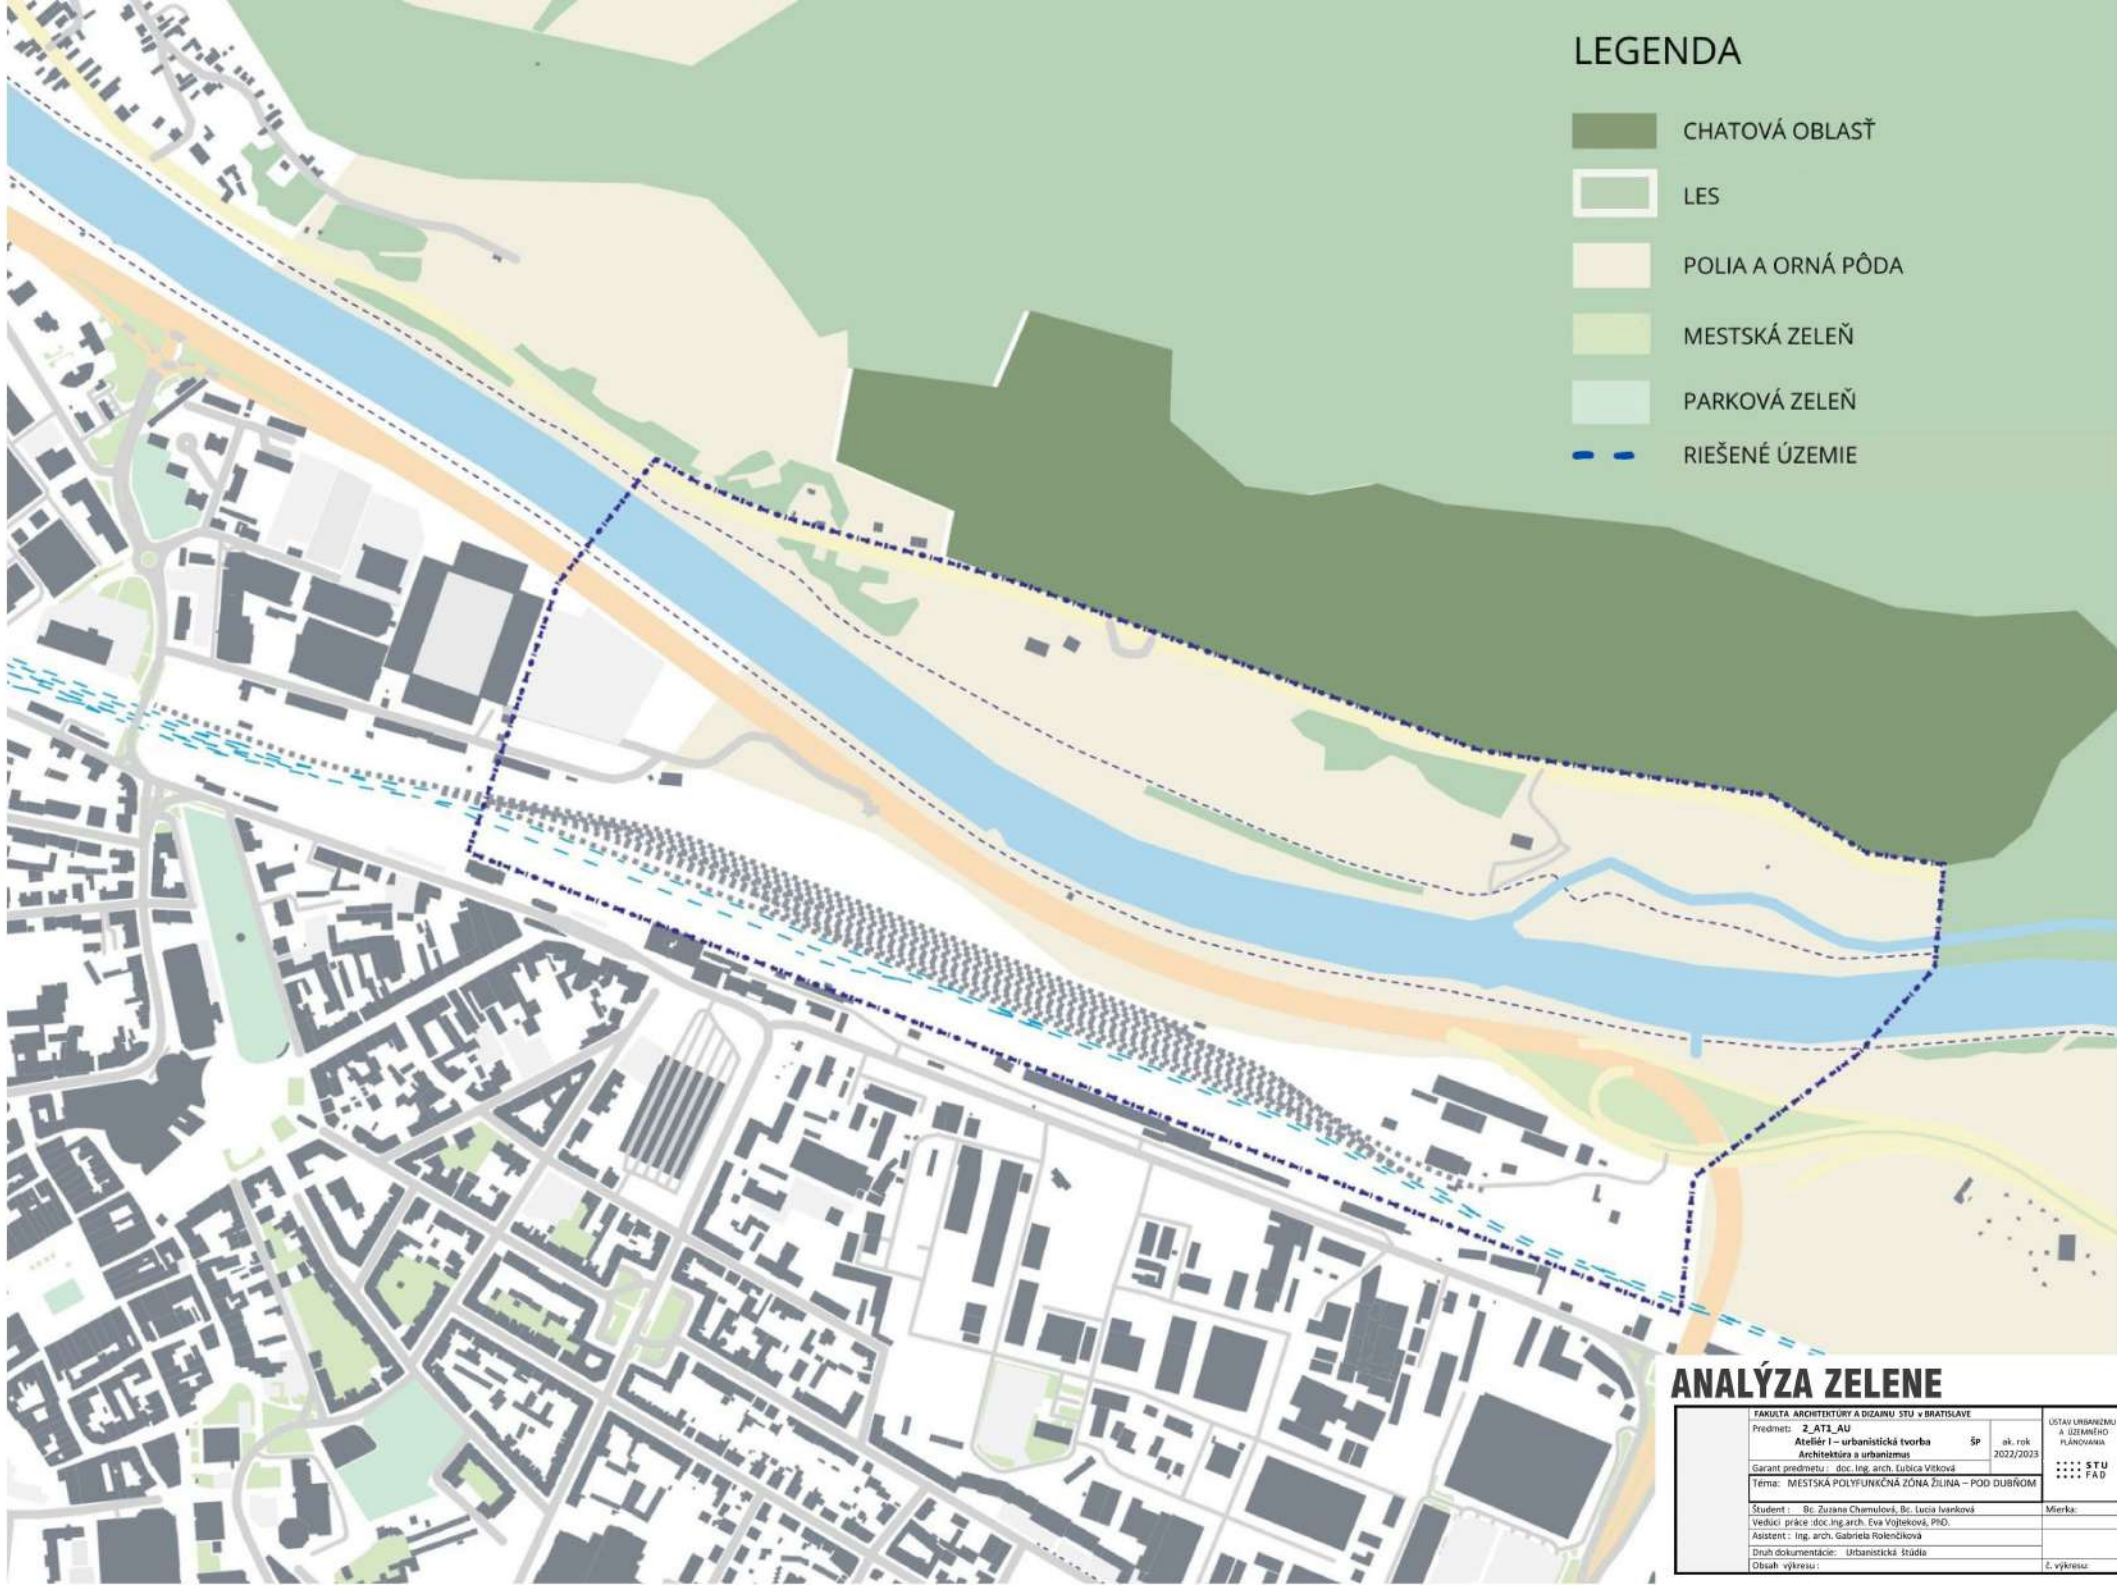 LEGENDA
CHATOVÁ OBLASŤ
LES
POLIA A ORNÁ PÔDA
MESTSKÁ ZELEŇ
PARKOVÁ ZELEŇ
RIEŠENÉ ÚZEMIE
ANALÝZA ZELENE
FAKULTA ARCHITEKTÚRY A DIZAJNU STU v BRATISLAVE
Predmet: 2_AT1_AU
Ateliér I – urbanistická tvorba ŠP
Architektúra a urbanizmus
ak. rok
2022/2023
ÚSTAV URBANIZMU
A ÚZEMNÉHO
PLÁNOVANIA
STU
FAD
Garant predmetu : doc. Ing. arch. Ľubica Vitková
Téma: MESTSKÁ POLYFUNKČNÁ ZÓNA ŽILINA – POD DUBŇOM
Študent : Bc. Zuzana Chamulová, Bc. Lucia Ivanková
Mierka:
Vedúci práce :doc.Ing.arch. Eva Vojteková, PhD.
Asistent : Ing. arch. Gabriela Rolenčíková
Druh dokumentácie: Urbanistická štúdia
Obsah výkresu :
č. výkresu: